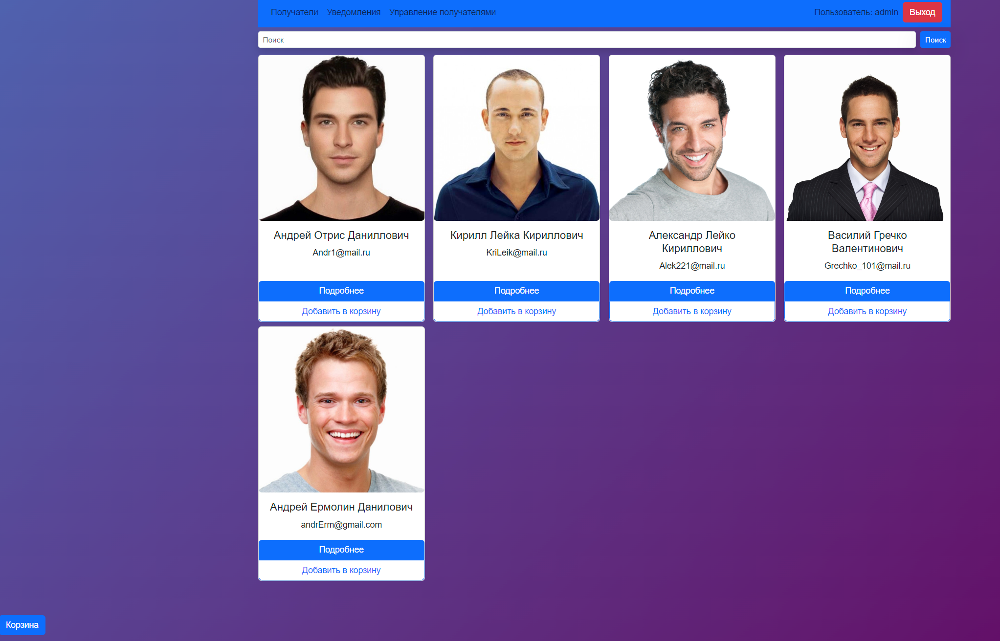 Получатели Уведомления Управление получателями Пользователь: admin Выход
Поиск Поиск
Андрей Отрис Даниллович
Andr1@mail.ru
Подробнее
Добавить в корзину
Кирилл Лейка Кириллович
KriLeik@mail.ru
Подробнее
Добавить в корзину
Александр Лейко
Кириллович
Alek221@mail.ru
Подробнее
Добавить в корзину
Василий Гречко
Валентинович
Grechko_101@mail.ru
Подробнее
Добавить в корзину
Андрей Ермолин Данилович
andrErm@gmail.com
Подробнее
Добавить в корзину
Корзина